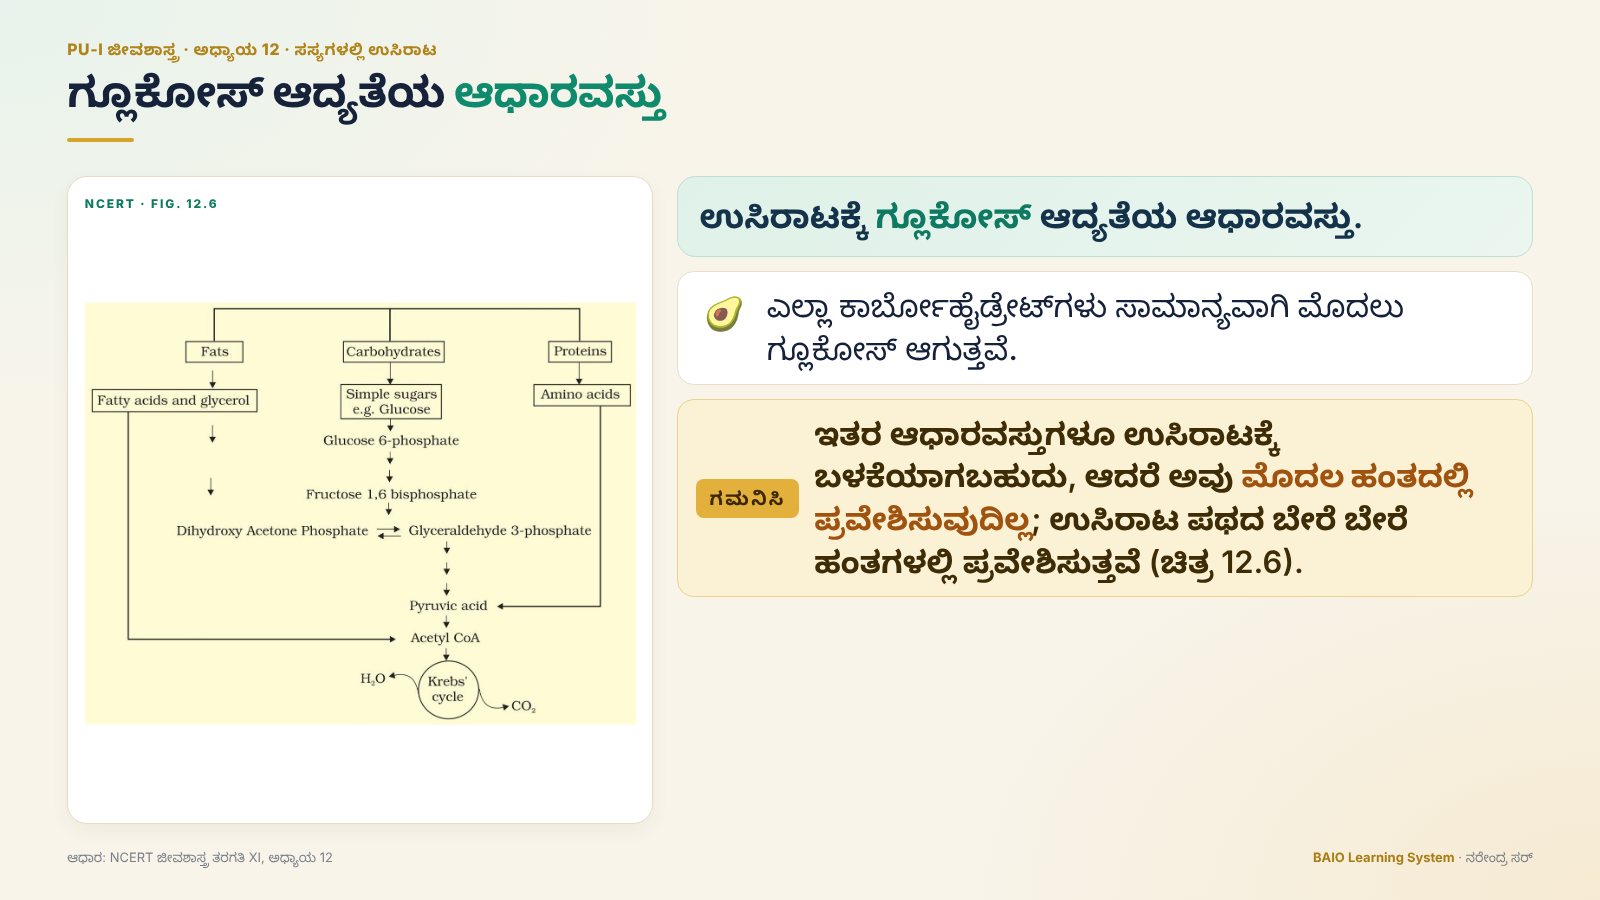 PU-I ಜೀವಶಾಸ್ತ್ರ · ಅಧ್ಯಾಯ 12 · ಸಸ್ಯಗಳಲ್ಲಿ ಉಸಿರಾಟ
ಗ್ಲೂಕೋಸ್ ಆದ್ಯತೆಯ ಆಧಾರವಸ್ತು
NCERT · FIG. 12.6
Fats
Carbohydrates
Proteins
Fatty acids and glycerol
Simple sugars
e.g. Glucose
Amino acids
Glucose 6-phosphate
Fructose 1,6 bisphosphate
Dihydroxy Acetone Phosphate
Glyceraldehyde 3-phosphate
Pyruvic acid
Acetyl CoA
H₂O
Krebs'
cycle
CO₂
ಉಸಿರಾಟಕ್ಕೆ ಗ್ಲೂಕೋಸ್ ಆದ್ಯತೆಯ ಆಧಾರವಸ್ತು.
ಎಲ್ಲಾ ಕಾರ್ಬೋಹೈಡ್ರೇಟ್‌ಗಳು ಸಾಮಾನ್ಯವಾಗಿ ಮೊದಲು
ಗ್ಲೂಕೋಸ್ ಆಗುತ್ತವೆ.
ಗಮನಿಸಿ
ಇತರ ಆಧಾರವಸ್ತುಗಳೂ ಉಸಿರಾಟಕ್ಕೆ
ಬಳಕೆಯಾಗಬಹುದು, ಆದರೆ ಅವು ಮೊದಲ ಹಂತದಲ್ಲಿ
ಪ್ರವೇಶಿಸುವುದಿಲ್ಲ; ಉಸಿರಾಟ ಪಥದ ಬೇರೆ ಬೇರೆ
ಹಂತಗಳಲ್ಲಿ ಪ್ರವೇಶಿಸುತ್ತವೆ (ಚಿತ್ರ 12.6).
ಆಧಾರ: NCERT ಜೀವಶಾಸ್ತ್ರ ತರಗತಿ XI, ಅಧ್ಯಾಯ 12
BAIO Learning System · ನರೇಂದ್ರ ಸರ್